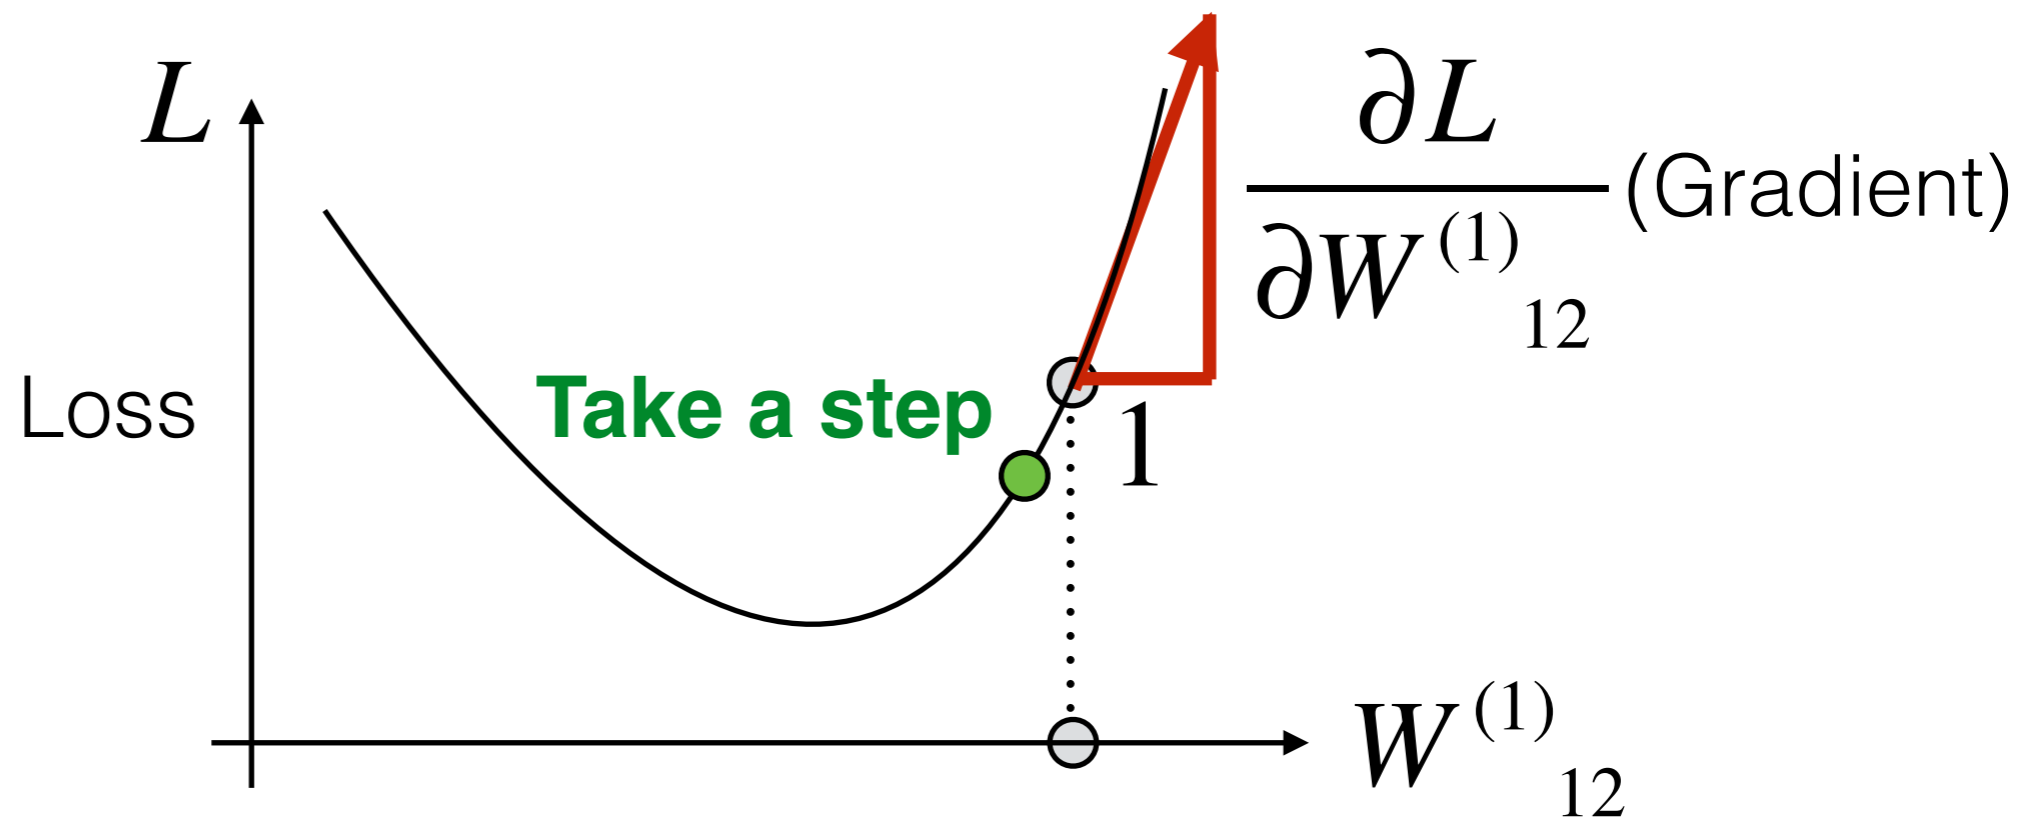 L
∂L
∂W⁽¹⁾₁₂
(Gradient)
Loss
Take a step
1
W⁽¹⁾₁₂